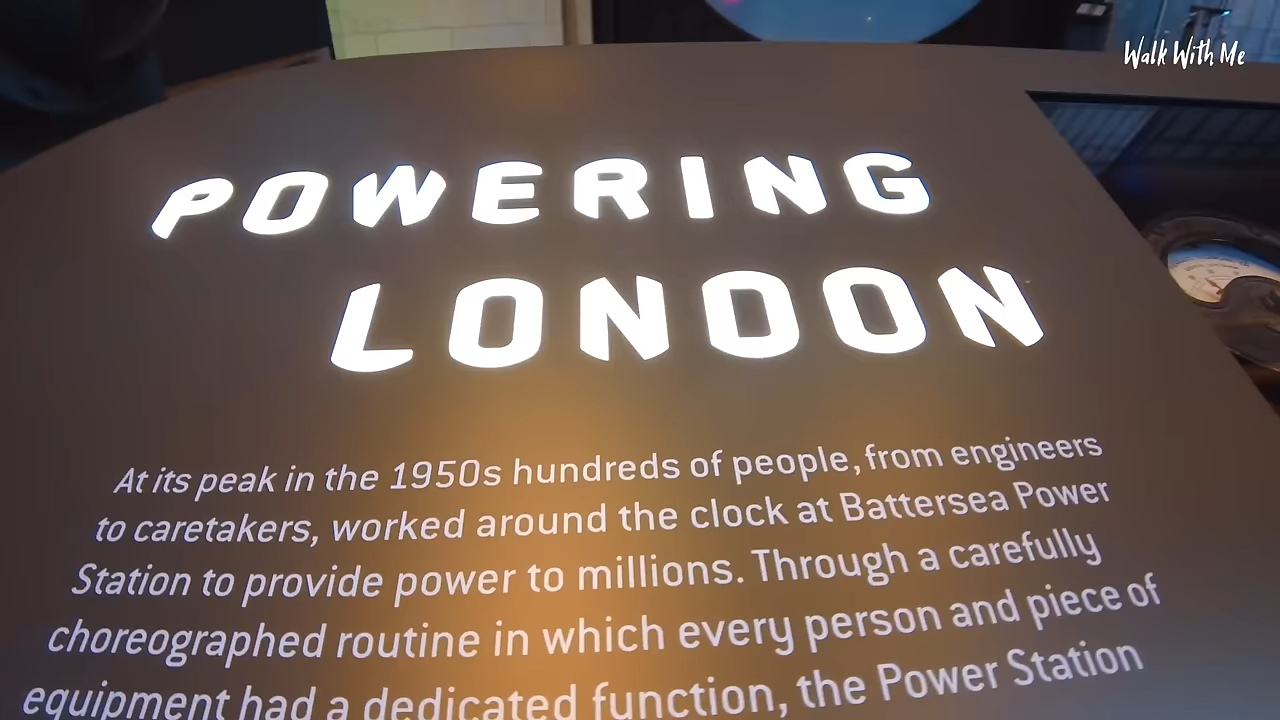 Walk With Me
POWERING
LONDON
At its peak in the 1950s hundreds of people, from engineers
to caretakers, worked around the clock at Battersea Power
Station to provide power to millions. Through a carefully
choreographed routine in which every person and piece of
equipment had a dedicated function, the Power Station